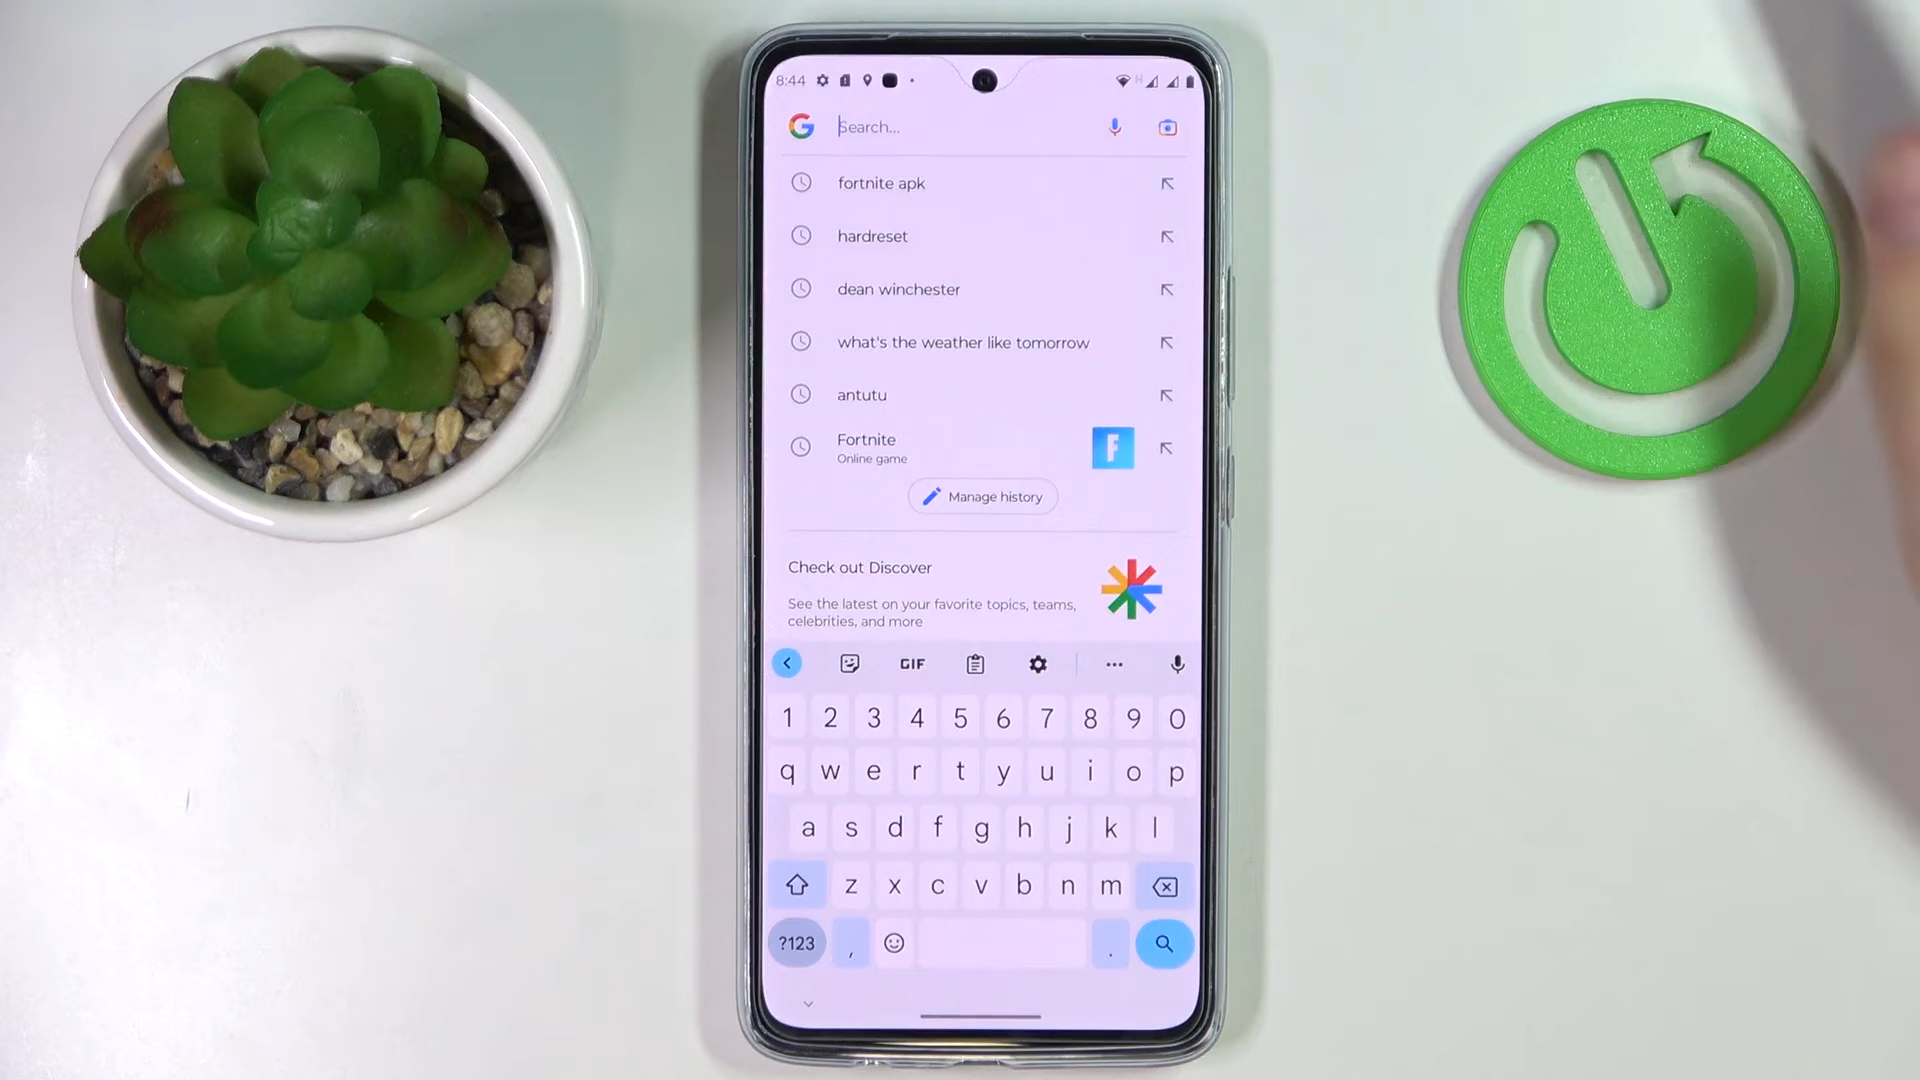 8:44
H
G Search...
fortnite apk
hardreset
dean winchester
what's the weather like tomorrow
antutu
Fortnite
Online game
F
Manage history
Check out Discover
See the latest on your favorite topics, teams,
celebrities, and more
GIF
1 2 3 4 5 6 7 8 9 0
q w e r t y u i o p
a s d f g h j k l
z x c v b n m
?123 , .